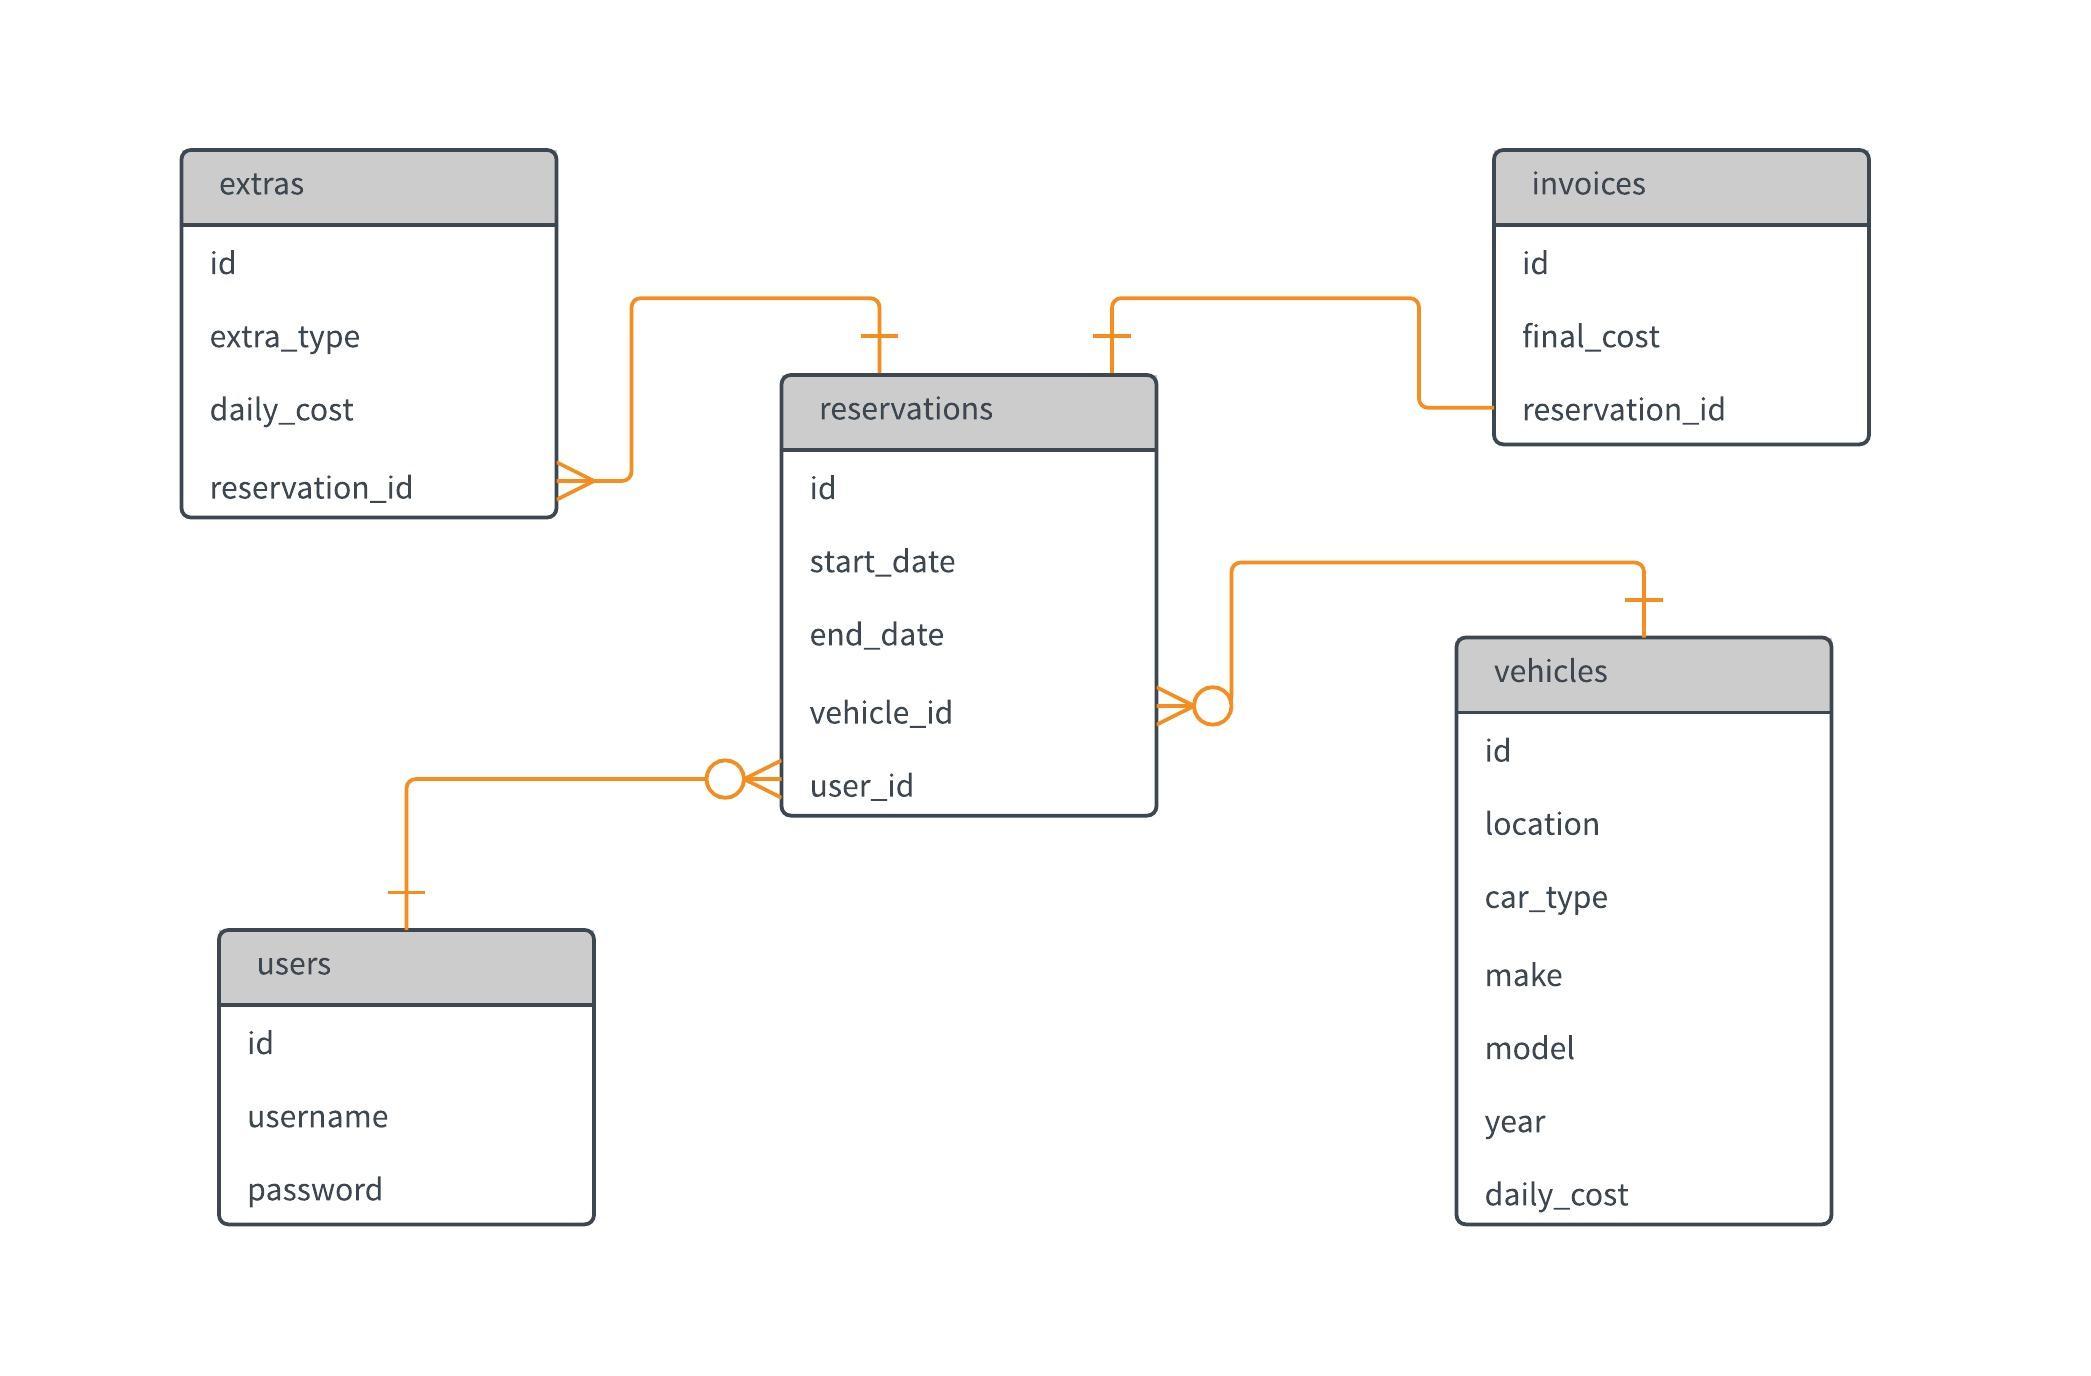 extras
id
extra_type
daily_cost
reservation_id
invoices
id
final_cost
reservation_id
reservations
id
start_date
end_date
vehicle_id
user_id
vehicles
id
location
car_type
make
model
year
daily_cost
users
id
username
password